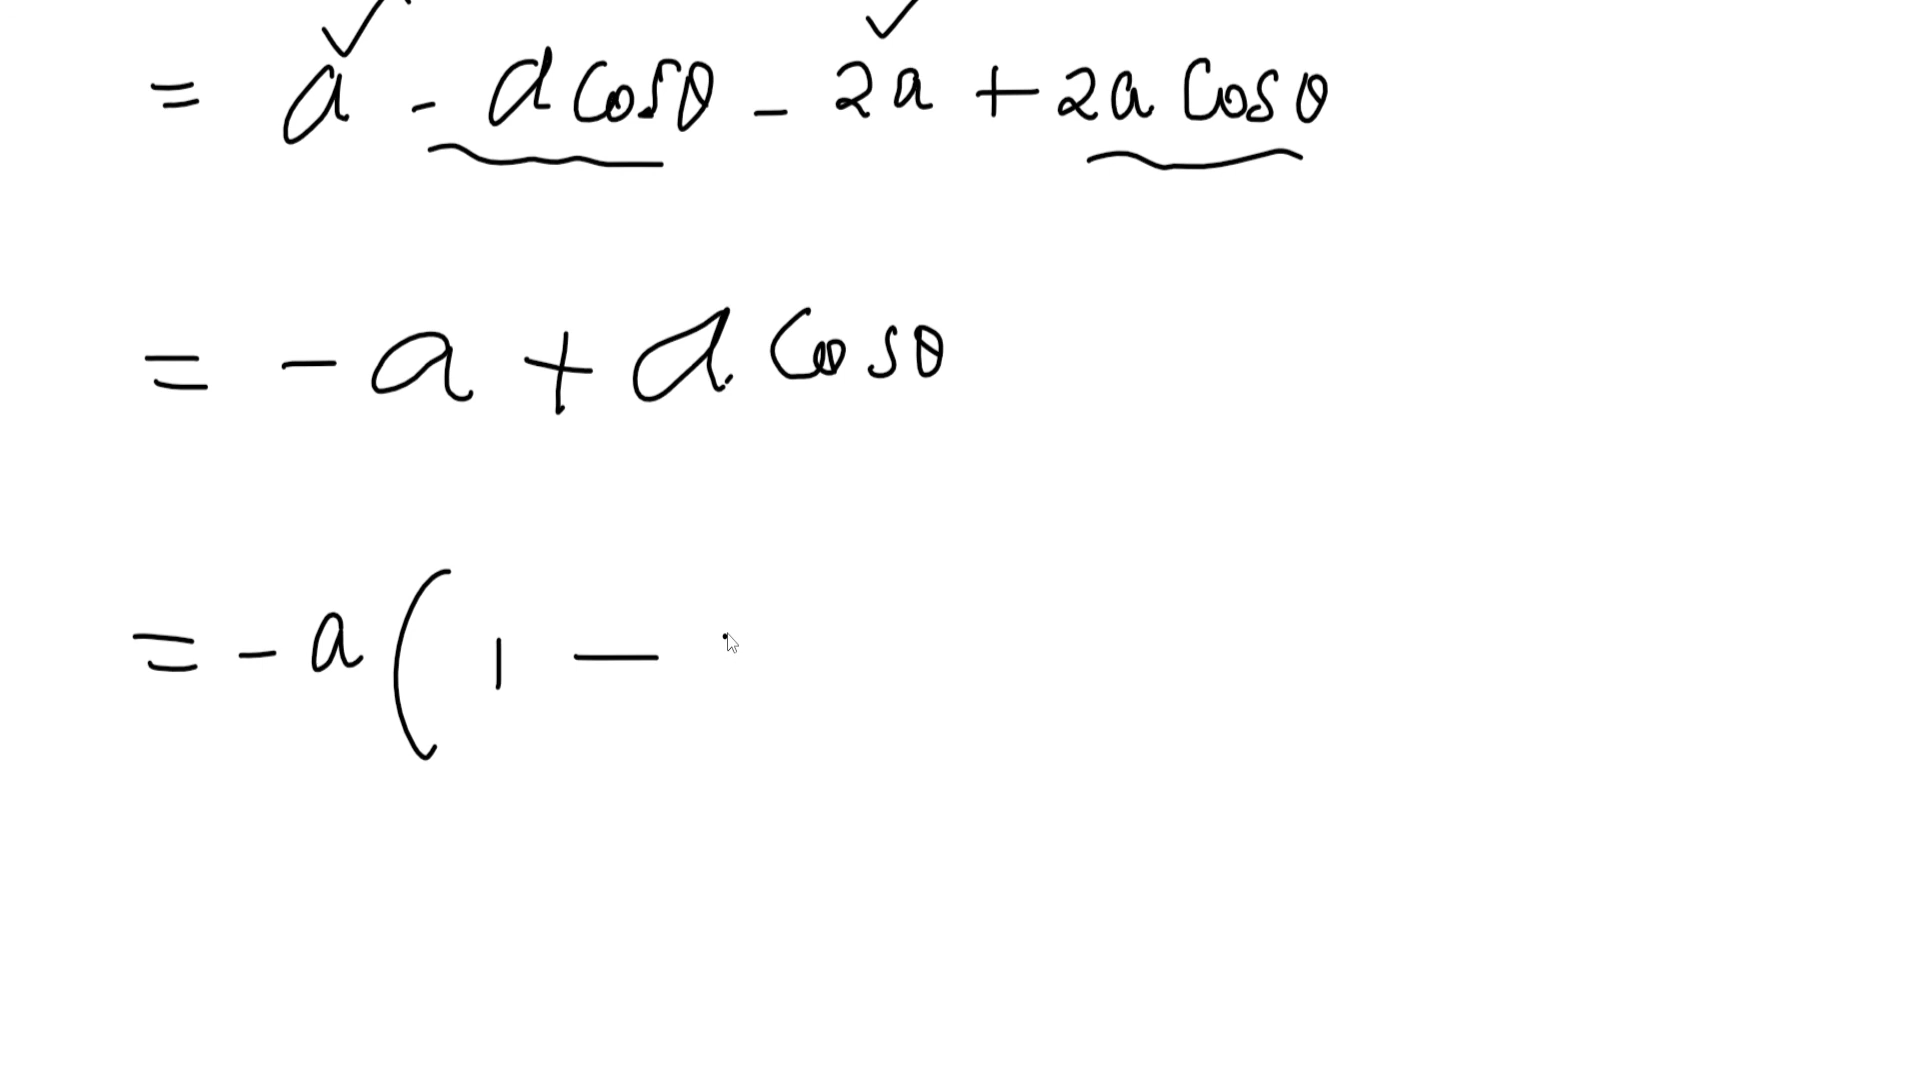 = a - a cosθ - 2a + 2a cosθ
= - a + a cosθ
= - a ( 1 -